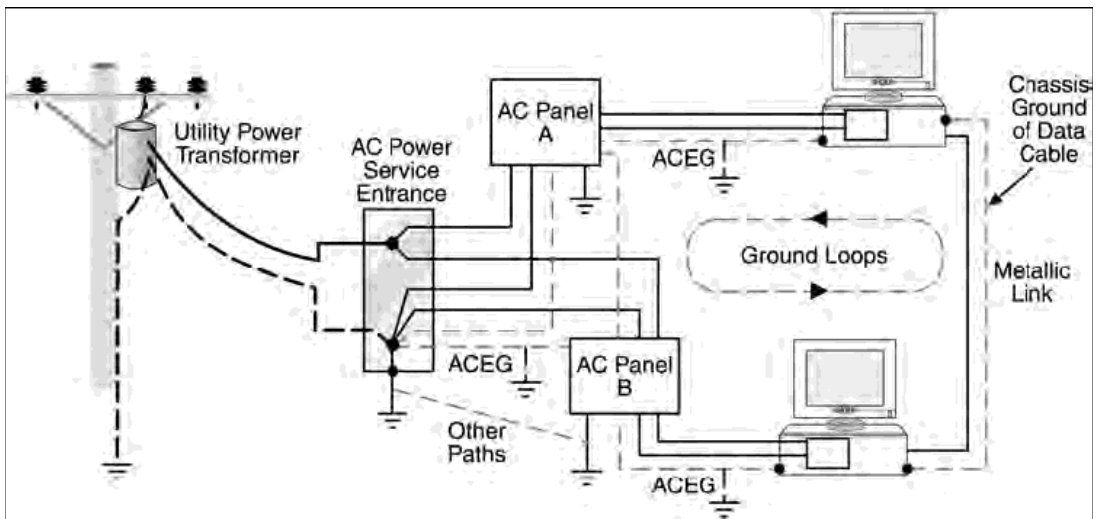 Utility Power
Transformer
AC Power
Service
Entrance
AC Panel
A
ACEG
Chassis
Ground
of Data
Cable
Ground Loops
Metallic
Link
ACEG
AC Panel
B
Other
Paths
ACEG